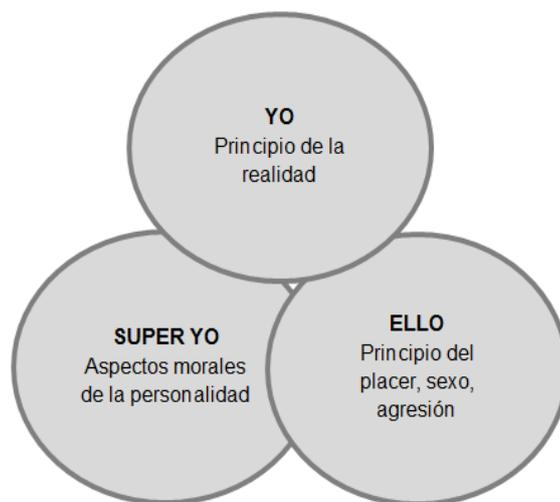 YO
Principio de la
realidad
SUPER YO
Aspectos morales
de la personalidad
ELLO
Principio del
placer, sexo,
agresión